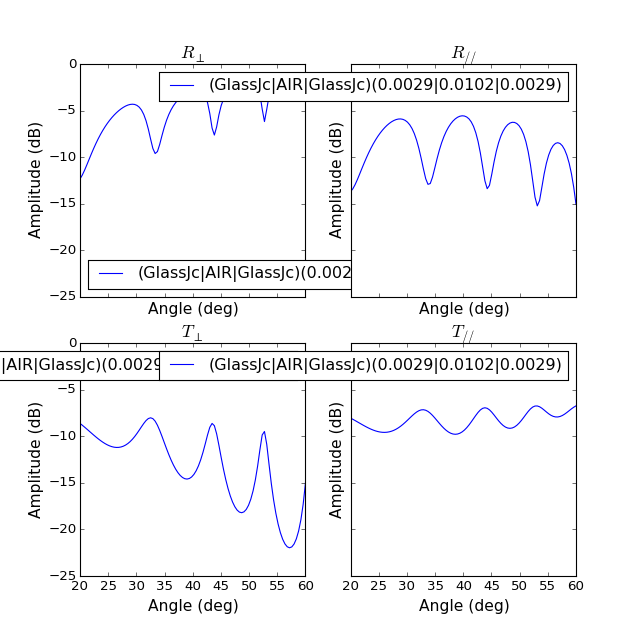 R⊥
R//
(GlassJc|AIR|GlassJc)(0.0029|0.0102|0.0029)
−5
−10
−15
−20
−25
Amplitude (dB)
Amplitude (dB)
(GlassJc|AIR|GlassJc)(0.002
Angle (deg)
Angle (deg)
T⊥
T//
0
|AIR|GlassJc)(0.0029
(GlassJc|AIR|GlassJc)(0.0029|0.0102|0.0029)
−5
−10
−15
−20
−25
Amplitude (dB)
Amplitude (dB)
20 25 30 35 40 45 50 55 60
20 25 30 35 40 45 50 55 60
Angle (deg)
Angle (deg)